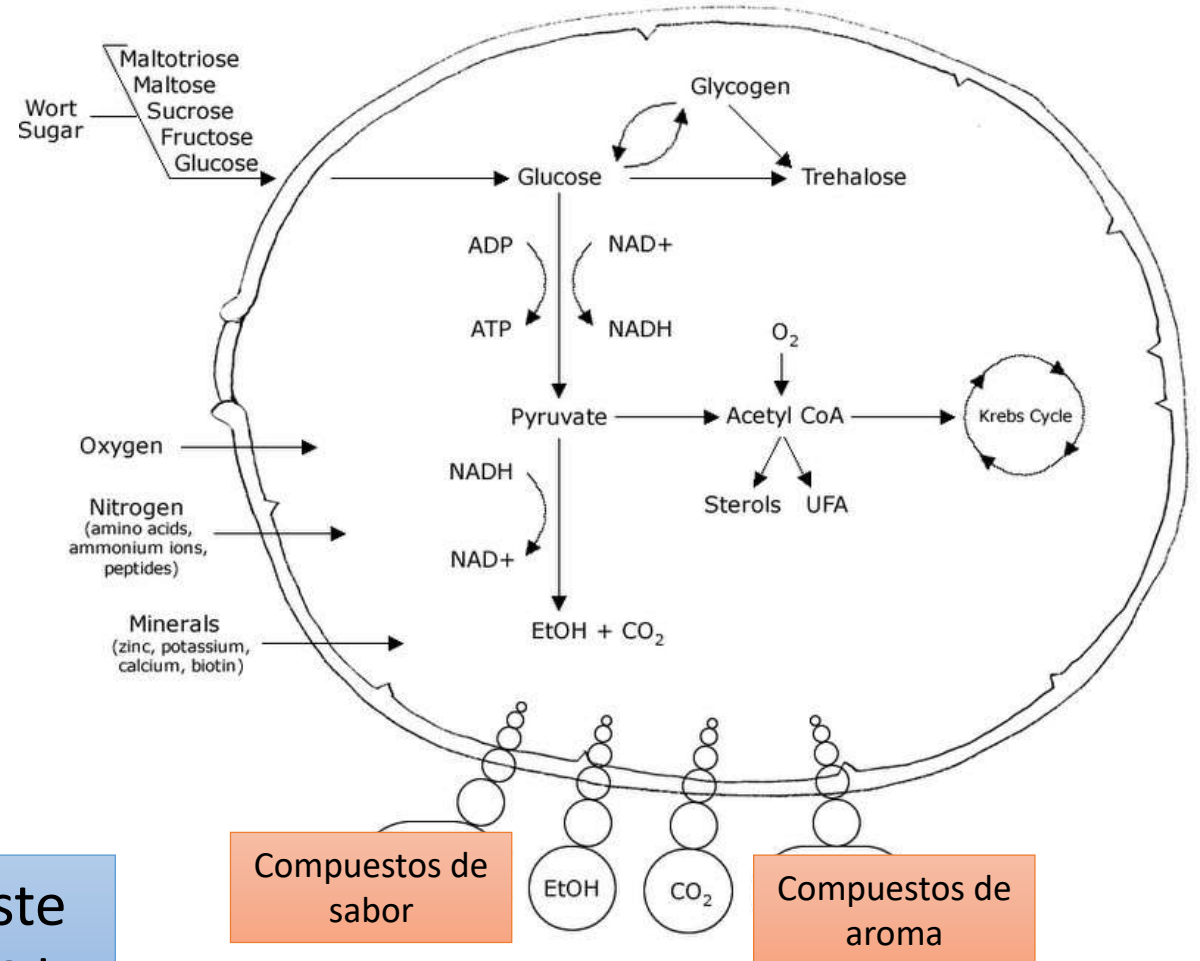 Maltotriose
Maltose
Sucrose
Fructose
Glucose
Wort
Sugar
Glycogen
Glucose
Trehalose
ADP
NAD+
ATP
NADH
O₂
Pyruvate
Acetyl CoA
Krebs Cycle
Oxygen
NADH
Sterols UFA
Nitrogen
(amino acids,
ammonium ions,
peptides)
NAD+
Minerals
(zinc, potassium,
calcium, biotin)
EtOH + CO₂
Compuestos de
sabor
EtOH
CO₂
Compuestos de
aroma